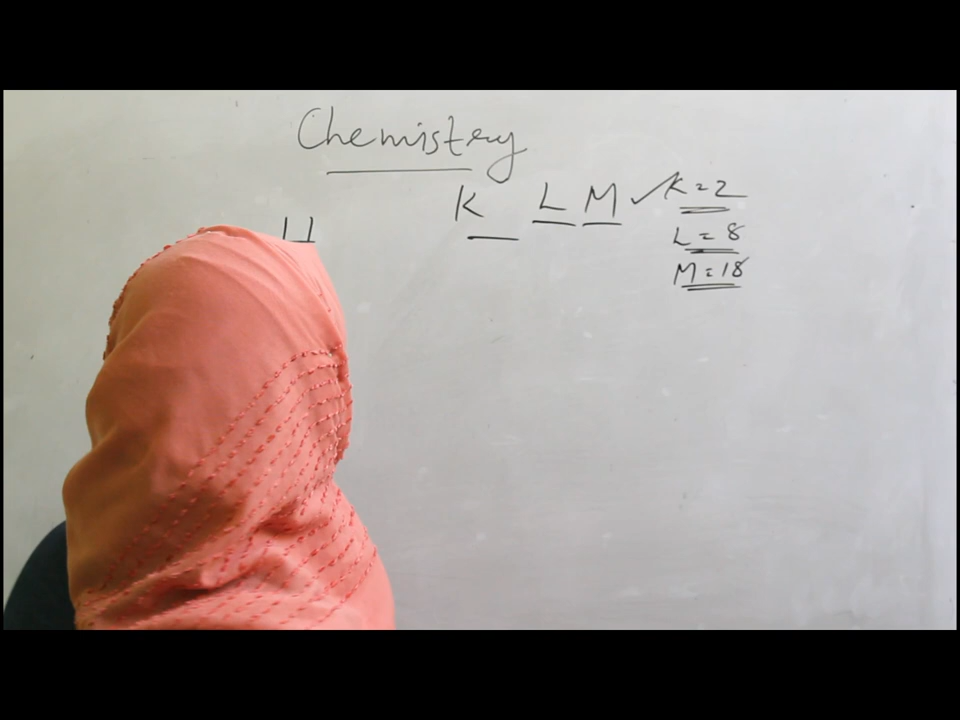 Chemistry
K L M ✓ K = 2
L = 8
M = 18